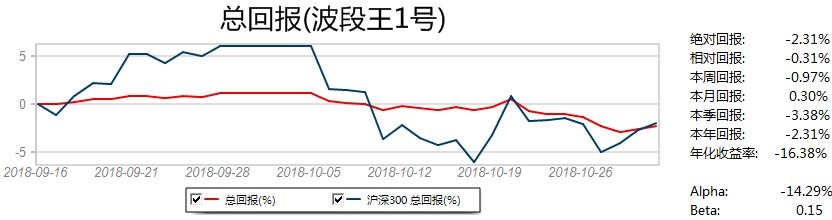 总回报(波段王1号)
5
0
-5
2018-09-16 2018-09-21 2018-09-28 2018-10-05 2018-10-12 2018-10-19 2018-10-26
总回报(%) 沪深300 总回报(%)
绝对回报: -2.31%
相对回报: -0.31%
本周回报: -0.97%
本月回报: 0.30%
本季回报: -3.38%
本年回报: -2.31%
年化收益率: -16.38%
Alpha: -14.29%
Beta: 0.15